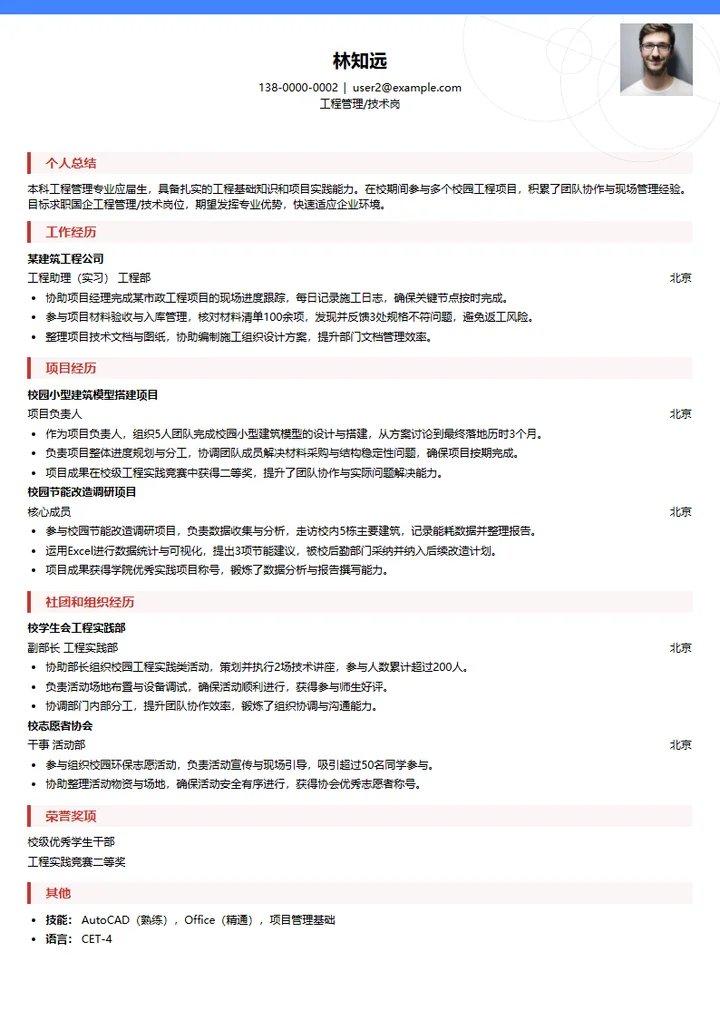 林知远
138-0000-0002 | user2@example.com
工程管理/技术岗
个人总结
本科工程管理专业应届生，具备扎实的工程基础知识和项目实践能力。在校期间参与多个校园工程项目，积累了团队协作与现场管理经验。
目标求职国企工程管理/技术岗位，期望发挥专业优势，快速适应企业环境。
工作经历
某建筑工程公司
工程助理（实习） 工程部 北京
• 协助项目经理完成某市政工程项目的现场进度跟踪，每日记录施工日志，确保关键节点按时完成。
• 参与项目材料验收与入库管理，核对材料清单100余项，发现并反馈3处规格不符问题，避免返工风险。
• 整理项目技术文档与图纸，协助编制施工组织设计方案，提升部门文档管理效率。
项目经历
校园小型建筑模型搭建项目
项目负责人 北京
• 作为项目负责人，组织5人团队完成校园小型建筑模型的设计与搭建，从方案讨论到最终落地历时3个月。
• 负责项目整体进度规划与分工，协调团队成员解决材料采购与结构稳定性问题，确保项目按期完成。
• 项目成果在校级工程实践竞赛中获得二等奖，提升了团队协作与实际问题解决能力。
校园节能改造调研项目
核心成员 北京
• 参与校园节能改造调研项目，负责数据收集与分析，走访校内5栋主要建筑，记录能耗数据并整理报告。
• 运用Excel进行数据统计与可视化，提出3项节能建议，被校后勤部门采纳并纳入后续改造计划。
• 项目成果获得学院优秀实践项目称号，锻炼了数据分析与报告撰写能力。
社团和组织经历
校学生会工程实践部
副部长 工程实践部 北京
• 协助部长组织校园工程实践类活动，策划并执行2场技术讲座，参与人数累计超过200人。
• 负责活动场地布置与设备调试，确保活动顺利进行，获得参与师生好评。
• 协调部门内部分工，提升团队协作效率，锻炼了组织协调与沟通能力。
校志愿者协会
干事 活动部 北京
• 参与组织校园环保志愿活动，负责活动宣传与现场引导，吸引超过50名同学参与。
• 协助整理活动物资与场地，确保活动安全有序进行，获得协会优秀志愿者称号。
荣誉奖项
校级优秀学生干部
工程实践竞赛二等奖
其他
• 技能： AutoCAD（熟练），Office（精通），项目管理基础
• 语言： CET-4